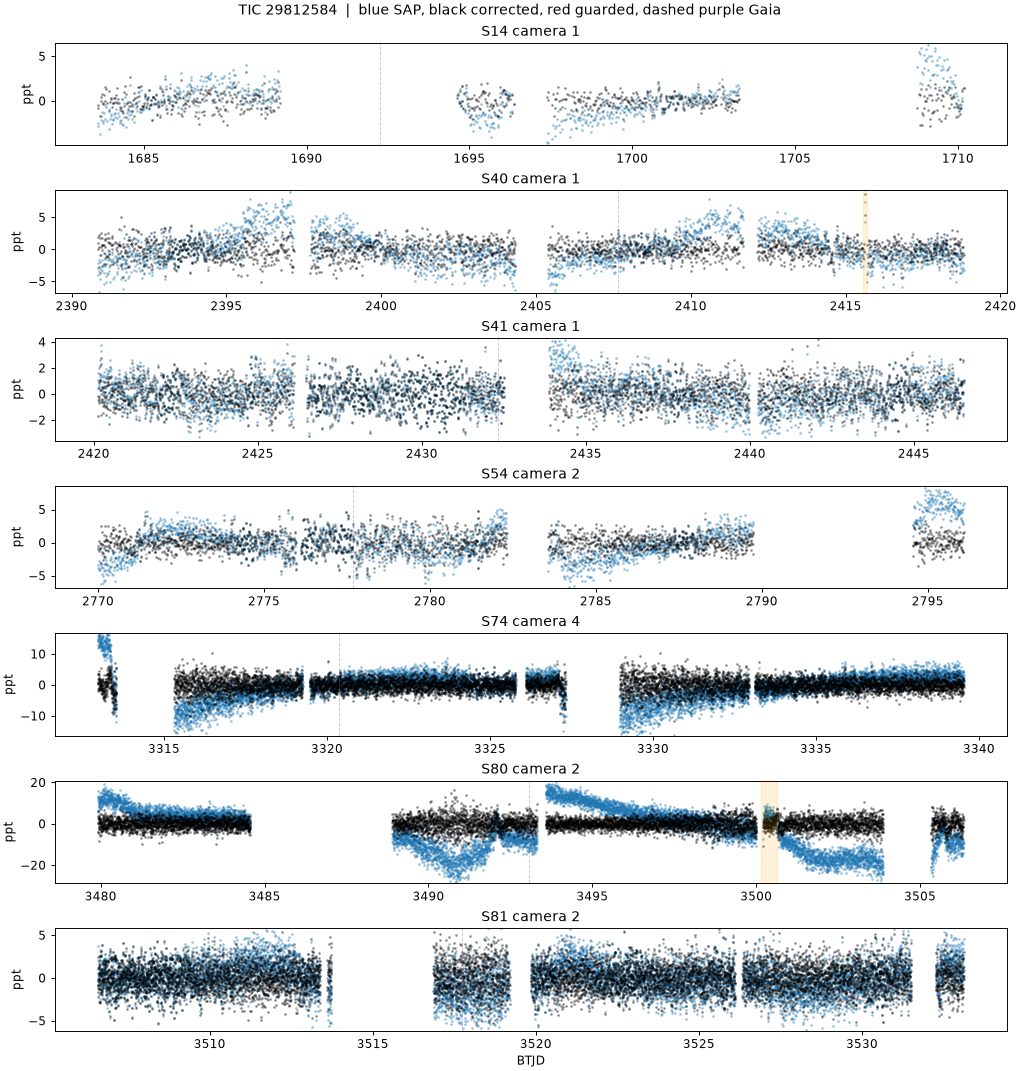 TIC 29812584 | blue SAP, black corrected, red guarded, dashed purple Gaia
S14 camera 1
ppt
5
0
1685 1690 1695 1700 1705 1710
S40 camera 1
ppt
5
0
−5
2390 2395 2400 2405 2410 2415 2420
S41 camera 1
ppt
4
2
0
−2
2420 2425 2430 2435 2440 2445
S54 camera 2
ppt
5
0
−5
2770 2775 2780 2785 2790 2795
S74 camera 4
ppt
10
0
−10
3315 3320 3325 3330 3335 3340
S80 camera 2
ppt
20
0
−20
3480 3485 3490 3495 3500 3505
S81 camera 2
ppt
5
0
−5
3510 3515 3520 3525 3530
BTJD